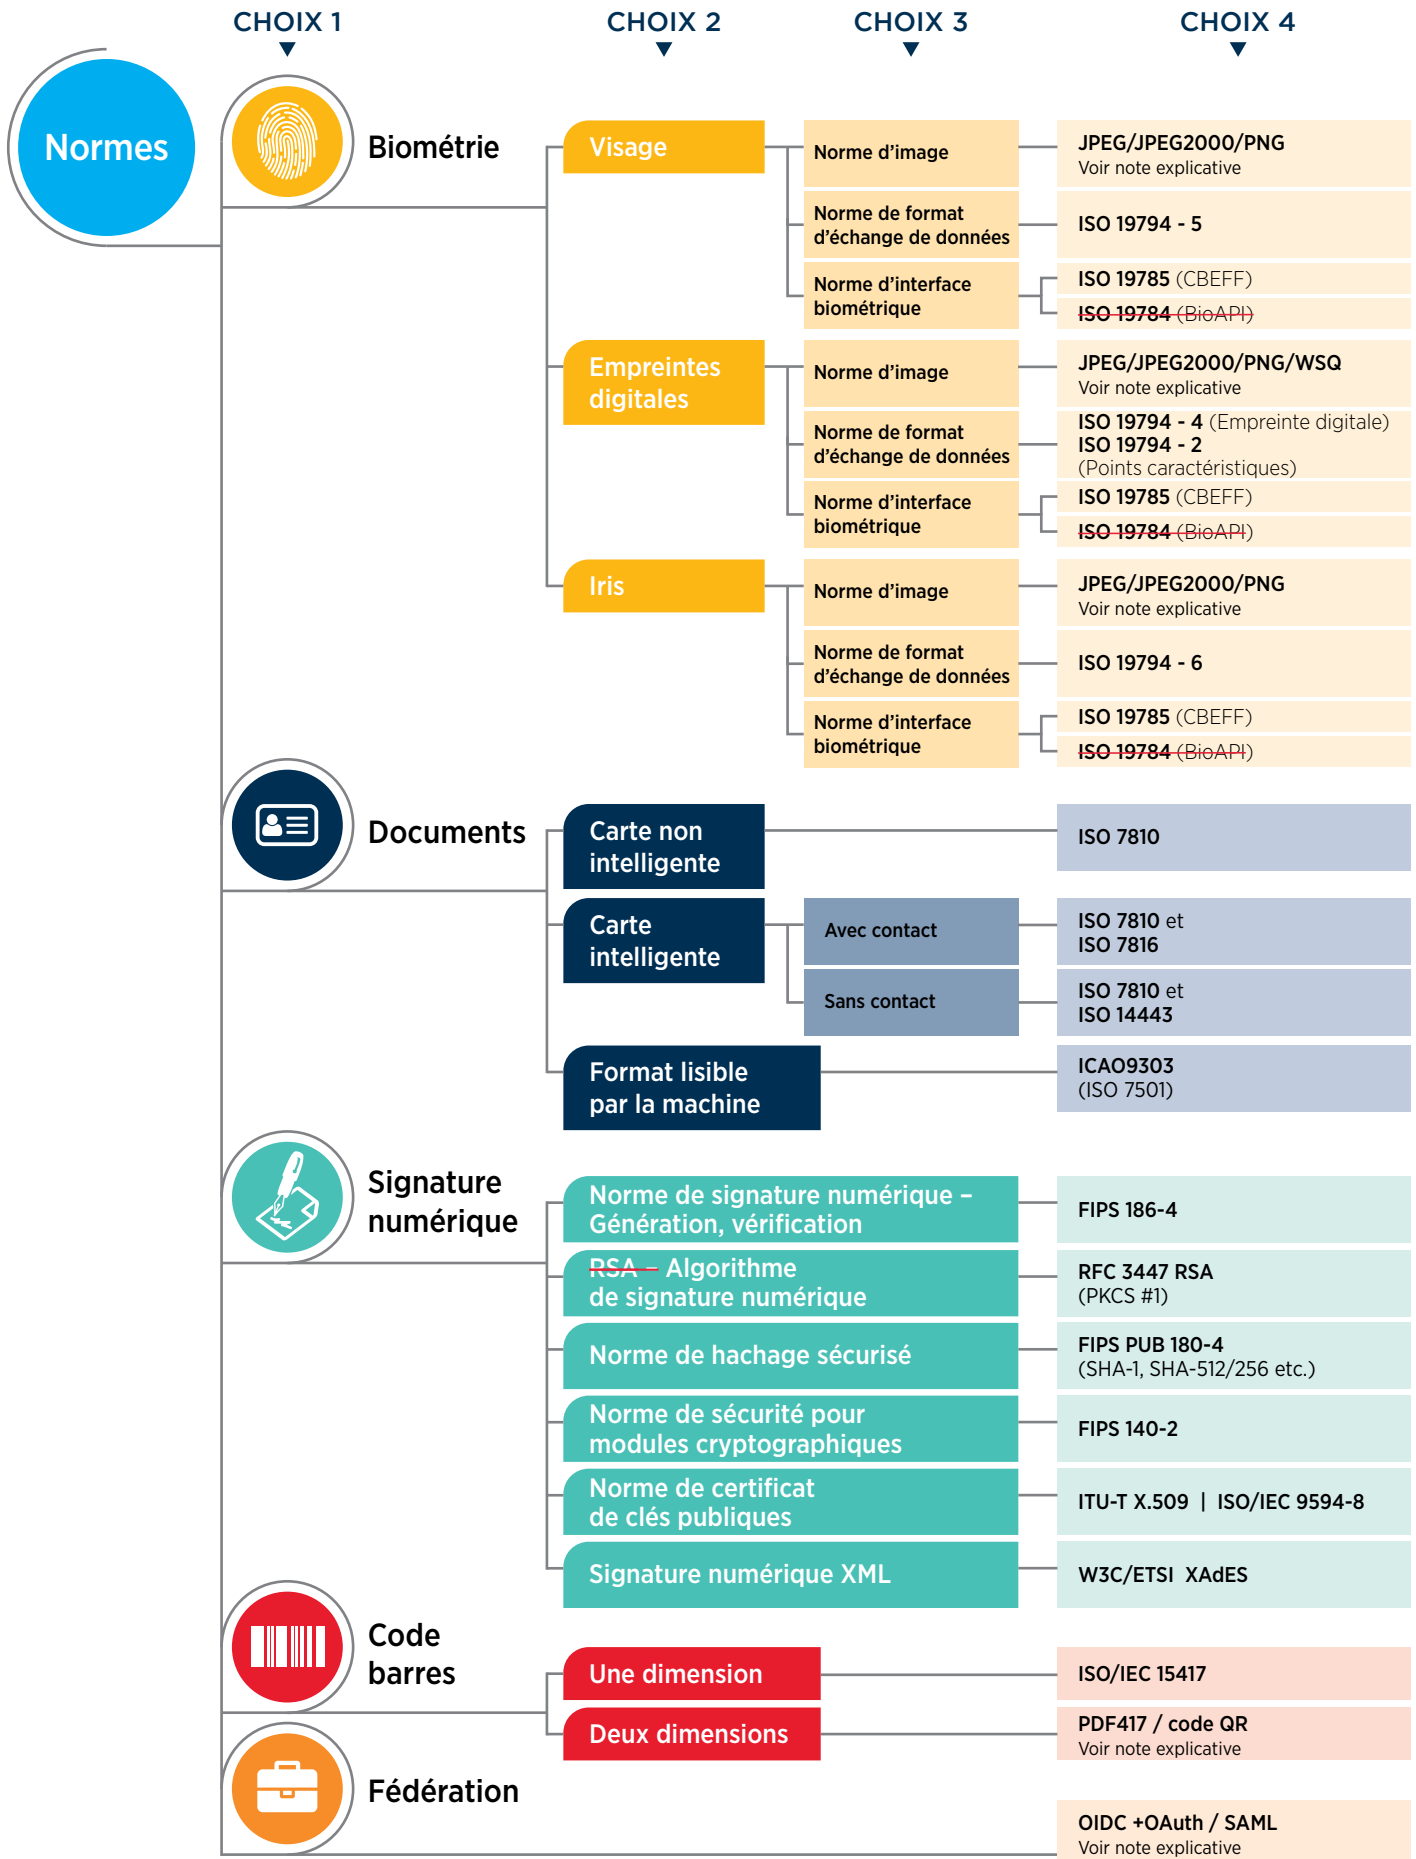 CHOIX 1
CHOIX 2
CHOIX 3
CHOIX 4
Normes
Biométrie
Visage
Norme d’image
JPEG/JPEG2000/PNG
Voir note explicative
Norme de format
d’échange de données
ISO 19794 - 5
Norme d’interface
biométrique
ISO 19785 (CBEFF)
ISO 19784 (BioAPI)
Empreintes
digitales
Norme d’image
JPEG/JPEG2000/PNG/WSQ
Voir note explicative
Norme de format
d’échange de données
ISO 19794 - 4 (Empreinte digitale)
ISO 19794 - 2
(Points caractéristiques)
Norme d’interface
biométrique
ISO 19785 (CBEFF)
ISO 19784 (BioAPI)
Iris
Norme d’image
JPEG/JPEG2000/PNG
Voir note explicative
Norme de format
d’échange de données
ISO 19794 - 6
Norme d’interface
biométrique
ISO 19785 (CBEFF)
ISO 19784 (BioAPI)
Documents
Carte non
intelligente
ISO 7810
Carte
intelligente
Avec contact
ISO 7810 et
ISO 7816
Sans contact
ISO 7810 et
ISO 14443
Format lisible
par la machine
ICAO9303
(ISO 7501)
Signature
numérique
Norme de signature numérique –
Génération, vérification
FIPS 186-4
RSA – Algorithme
de signature numérique
RFC 3447 RSA
(PKCS #1)
Norme de hachage sécurisé
FIPS PUB 180-4
(SHA-1, SHA-512/256 etc.)
Norme de sécurité pour
modules cryptographiques
FIPS 140-2
Norme de certificat
de clés publiques
ITU-T X.509 | ISO/IEC 9594-8
Signature numérique XML
W3C/ETSI XAdES
Code
barres
Une dimension
ISO/IEC 15417
Deux dimensions
PDF417 / code QR
Voir note explicative
Fédération
OIDC +OAuth / SAML
Voir note explicative